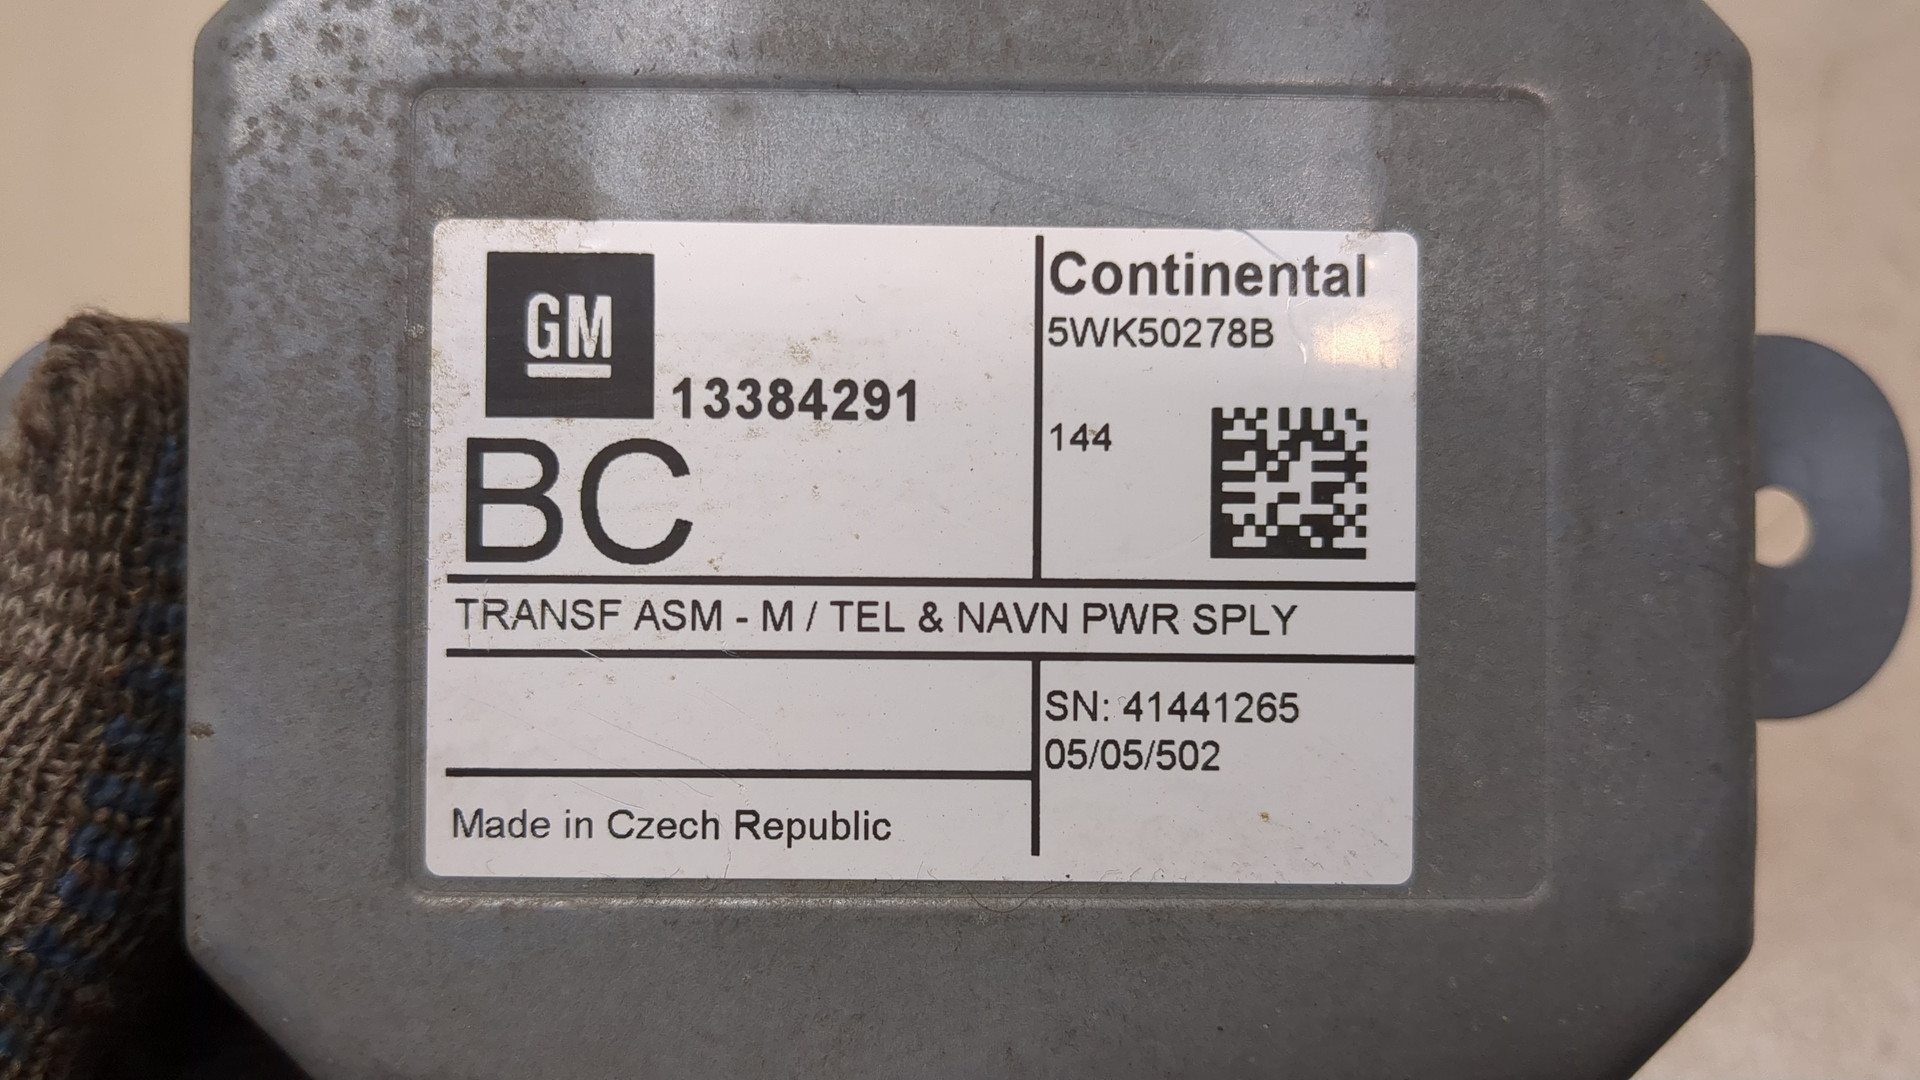 GM
13384291
BC
Continental
5WK50278B
144
TRANSF ASM - M / TEL & NAVN PWR SPLY
SN: 41441265
05/05/502
Made in Czech Republic